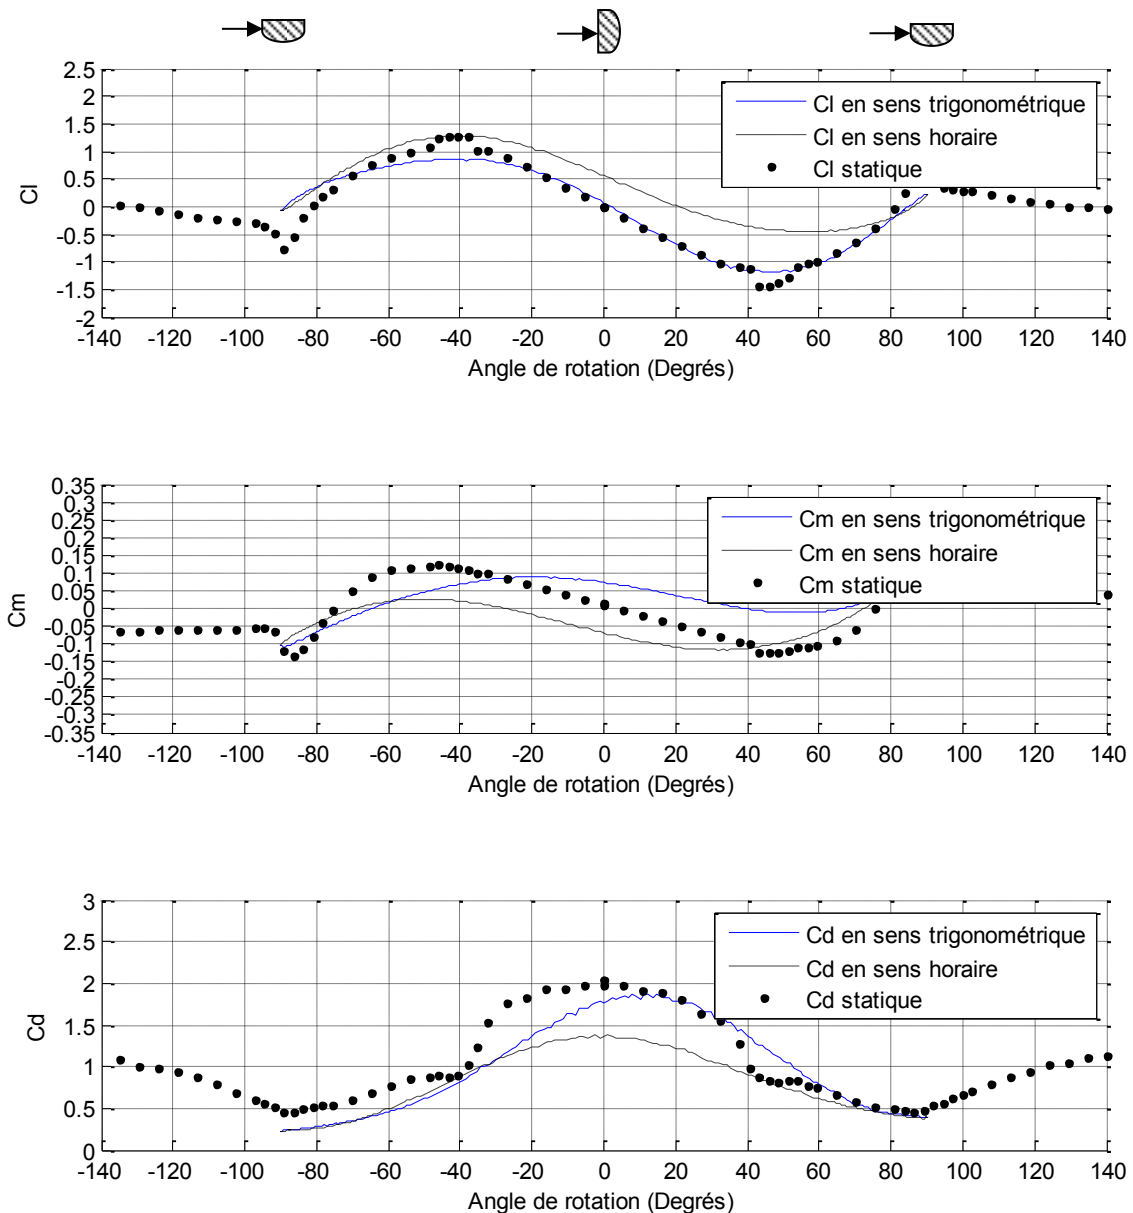 2.5
2
1.5
1
0.5
0
-0.5
-1
-1.5
-2
Cl
Cl en sens trigonométrique
Cl en sens horaire
Cl statique
-140 -120 -100 -80 -60 -40 -20 0 20 40 60 80 100 120 140
Angle de rotation (Degrés)
0.35
0.3
0.25
0.2
0.15
0.1
0.05
0
-0.05
-0.1
-0.15
-0.2
-0.25
-0.3
-0.35
Cm
Cm en sens trigonométrique
Cm en sens horaire
Cm statique
-140 -120 -100 -80 -60 -40 -20 0 20 40 60 80 100 120 140
Angle de rotation (Degrés)
3
2.5
2
1.5
1
0.5
0
Cd
Cd en sens trigonométrique
Cd en sens horaire
Cd statique
-140 -120 -100 -80 -60 -40 -20 0 20 40 60 80 100 120 140
Angle de rotation (Degrés)